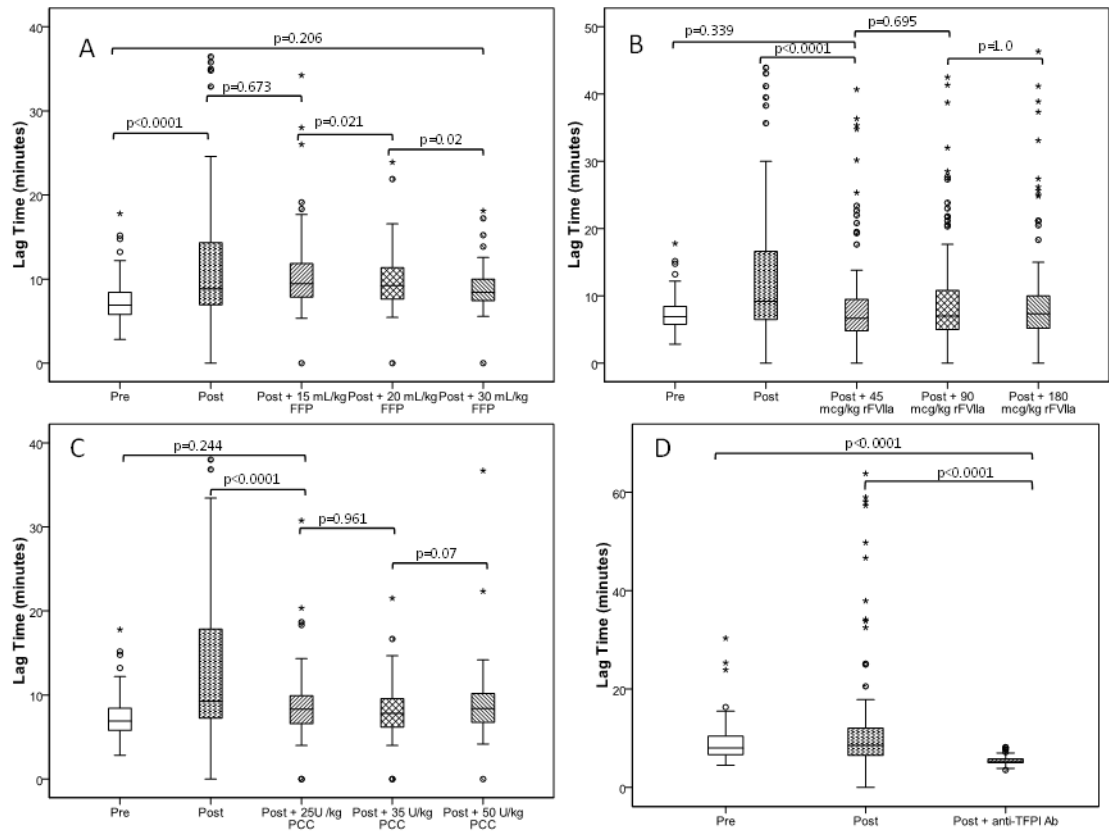 A
p=0.206
p=0.673
p<0.0001
p=0.021
p=0.02
Lag Time (minutes)
40
30
20
10
0
Pre
Post
Post + 15 mL/kg FFP
Post + 20 mL/kg FFP
Post + 30 mL/kg FFP
B
p=0.695
p=0.339
p<0.0001
p=1.0
Lag Time (minutes)
50
40
30
20
10
0
Pre
Post
Post + 45 mcg/kg rFVIIa
Post + 90 mcg/kg rFVIIa
Post + 180 mcg/kg rFVIIa
C
p=0.244
p<0.0001
p=0.961
p=0.07
Lag Time (minutes)
40
30
20
10
0
Pre
Post
Post + 25U /kg PCC
Post + 35 U/kg PCC
Post + 50 U/kg PCC
D
p<0.0001
p<0.0001
Lag Time (minutes)
60
40
20
0
Pre
Post
Post + anti-TFPI Ab